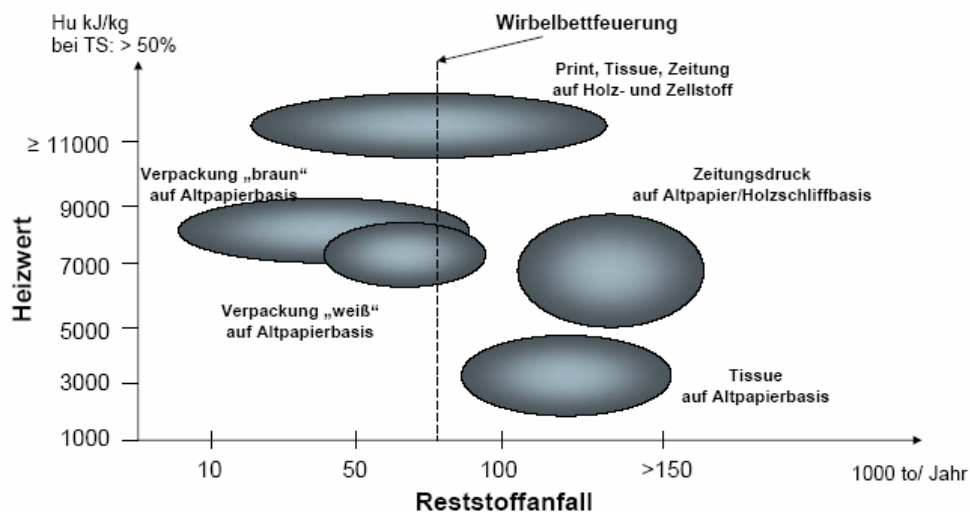 Hu kJ/kg
bei TS: > 50%
Wirbelbettfeuerung
Print, Tissue, Zeitung
auf Holz- und Zellstoff
≥ 11000
Verpackung „braun“
auf Altpapierbasis
Zeitungsdruck
auf Altpapier/Holzschliffbasis
9000
7000
Verpackung „weiß“
auf Altpapierbasis
5000
3000
Tissue
auf Altpapierbasis
1000
Heizwert
10
50
100
>150
1000 to/ Jahr
Reststoffanfall